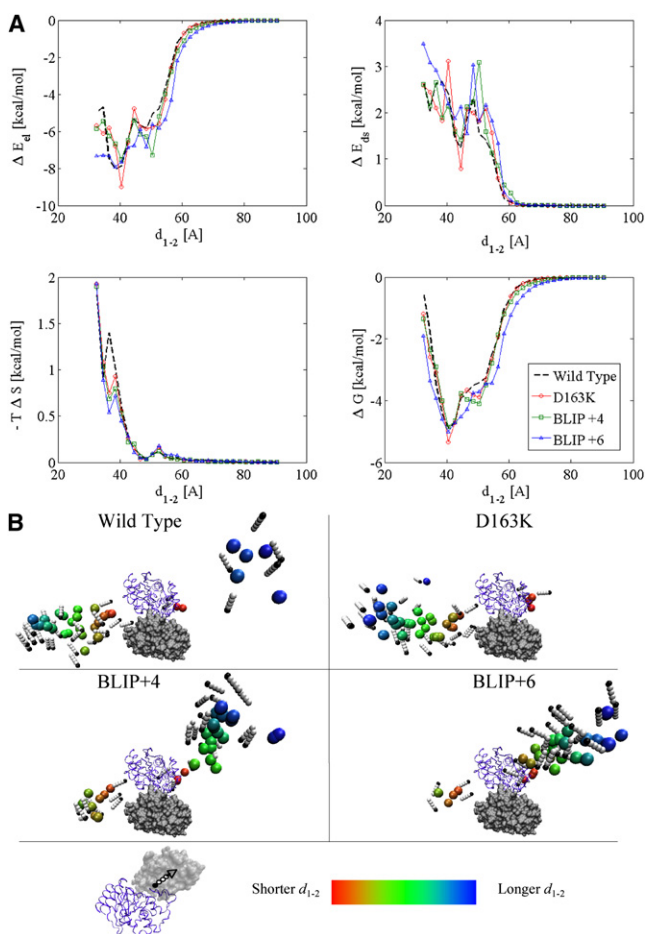 A
Δ E_el [kcal/mol]
0
-2
-4
-6
-8
-10
20 40 60 80 100
d_1-2 [A]
Δ E_ds [kcal/mol]
4
3
2
1
0
20 40 60 80 100
d_1-2 [A]
- T Δ S [kcal/mol]
2
1.5
1
0.5
0
20 40 60 80 100
d_1-2 [A]
Δ G [kcal/mol]
0
-2
-4
-6
20 40 60 80 100
d_1-2 [A]
Wild Type
D163K
BLIP +4
BLIP +6
B
Wild Type
D163K
BLIP+4
BLIP+6
Shorter d_1-2
Longer d_1-2